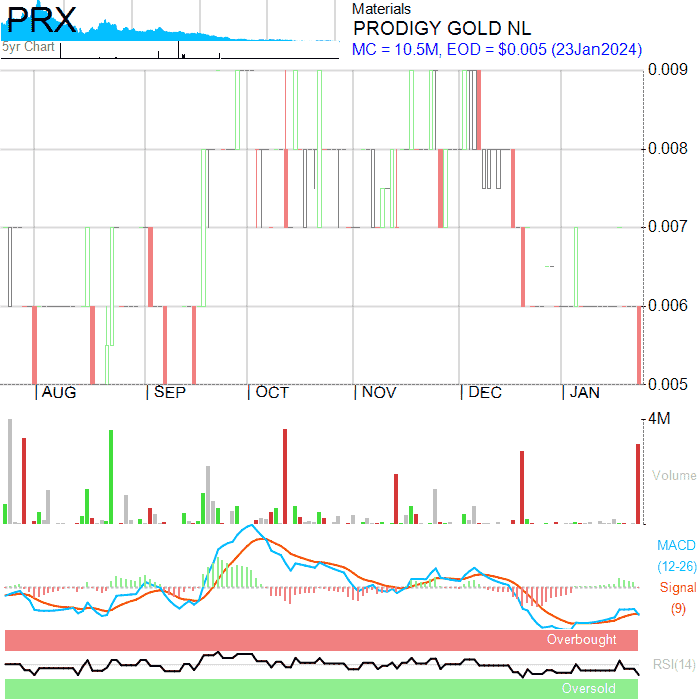 PRX
Materials
PRODIGY GOLD NL
MC = 10.5M, EOD = $0.005 (23Jan2024)
5yr Chart
0.009
0.008
0.007
0.006
0.005
AUG
SEP
OCT
NOV
DEC
JAN
4M
Volume
MACD
(12-26)
Signal
(9)
Overbought
RSI(14)
Oversold